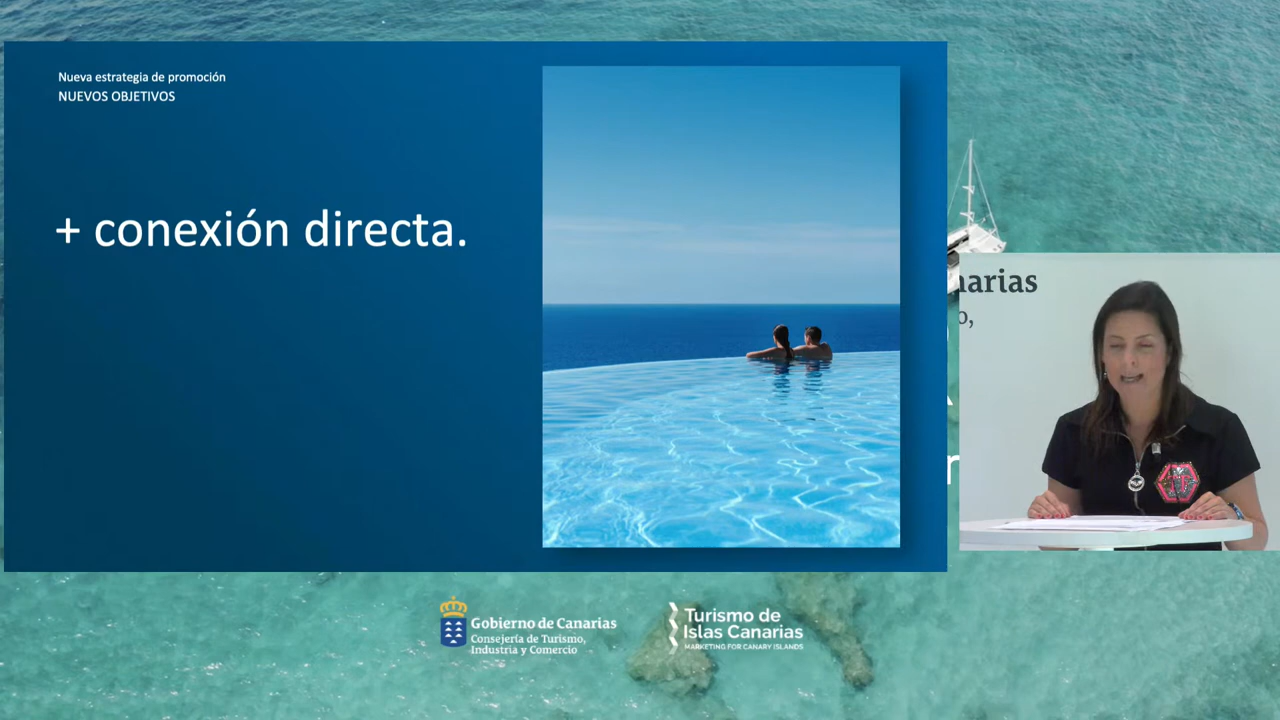 Nueva estrategia de promoción
NUEVOS OBJETIVOS
+ conexión directa.
narias
o,
Gobierno de Canarias
Consejería de Turismo,
Industria y Comercio
Turismo de
Islas Canarias
MARKETING FOR CANARY ISLANDS